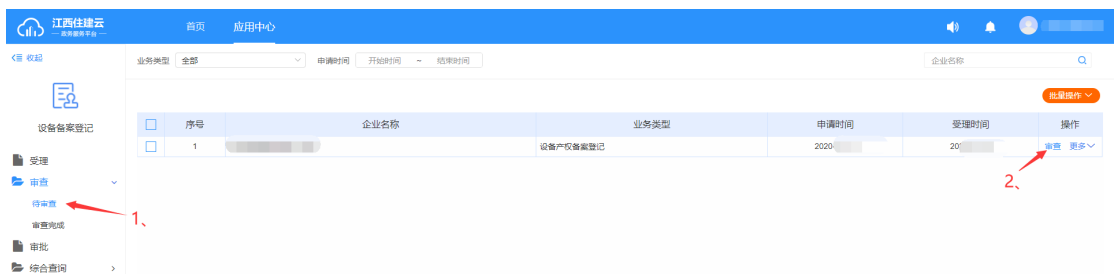 江西住建云
政务服务平台
首页 应用中心
收起
业务类型 全部 申请时间 开始时间 ~ 结束时间 企业名称
批量操作
设备备案登记
序号 企业名称 业务类型 申请时间 受理时间 操作
1 设备产权备案登记 2020- 20 审查 更多
受理
审查
2、
待审查
1、
审查完成
审批
综合查询